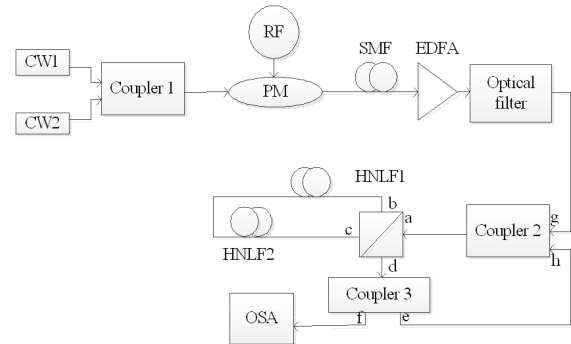 RF
SMF
EDFA
CW1
Coupler 1
PM
Optical
filter
CW2
HNLF1
b
a
g
c
Coupler 2
HNLF2
h
d
Coupler 3
OSA
f
e